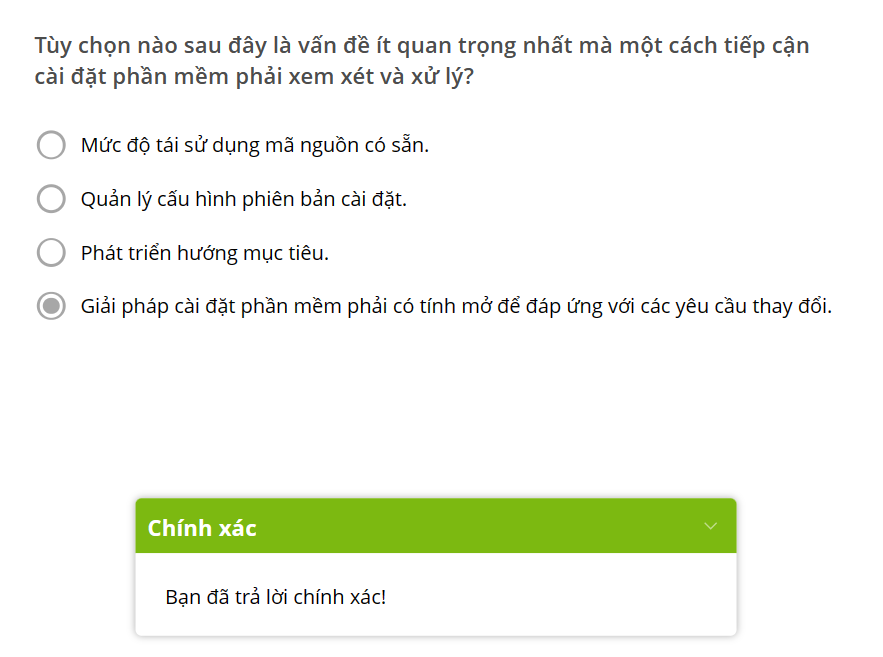 Tùy chọn nào sau đây là vấn đề ít quan trọng nhất mà một cách tiếp cận
cài đặt phần mềm phải xem xét và xử lý?
Mức độ tái sử dụng mã nguồn có sẵn.
Quản lý cấu hình phiên bản cài đặt.
Phát triển hướng mục tiêu.
Giải pháp cài đặt phần mềm phải có tính mở để đáp ứng với các yêu cầu thay đổi.
Chính xác
Bạn đã trả lời chính xác!